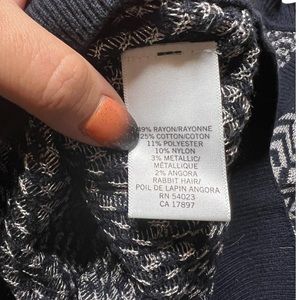 49% RAYON/RAYONNE
25% COTTON/COTON
11% POLYESTER
10% NYLON
3% METALLIC/
MÉTALLIQUE
2% ANGORA
RABBIT HAIR/
POIL DE LAPIN ANGORA
RN 54023
CA 17897